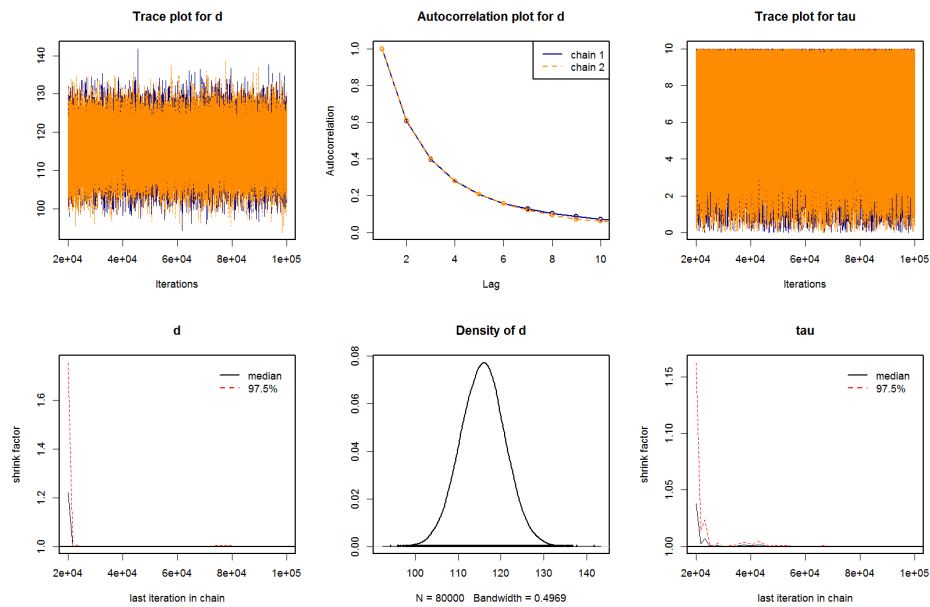 Trace plot for d
140
130
120
110
100
2e+04 4e+04 6e+04 8e+04 1e+05
Iterations
Autocorrelation plot for d
Autocorrelation
1.0
0.8
0.6
0.4
0.2
0.0
chain 1
chain 2
2 4 6 8 10
Lag
Trace plot for tau
10
8
6
4
2
0
2e+04 4e+04 6e+04 8e+04 1e+05
Iterations
d
shrink factor
1.6
1.4
1.2
1.0
median
97.5%
2e+04 4e+04 6e+04 8e+04 1e+05
last iteration in chain
Density of d
0.08
0.06
0.04
0.02
0.00
100 110 120 130 140
N = 80000 Bandwidth = 0.4969
tau
shrink factor
1.15
1.10
1.05
1.00
median
97.5%
2e+04 4e+04 6e+04 8e+04 1e+05
last iteration in chain